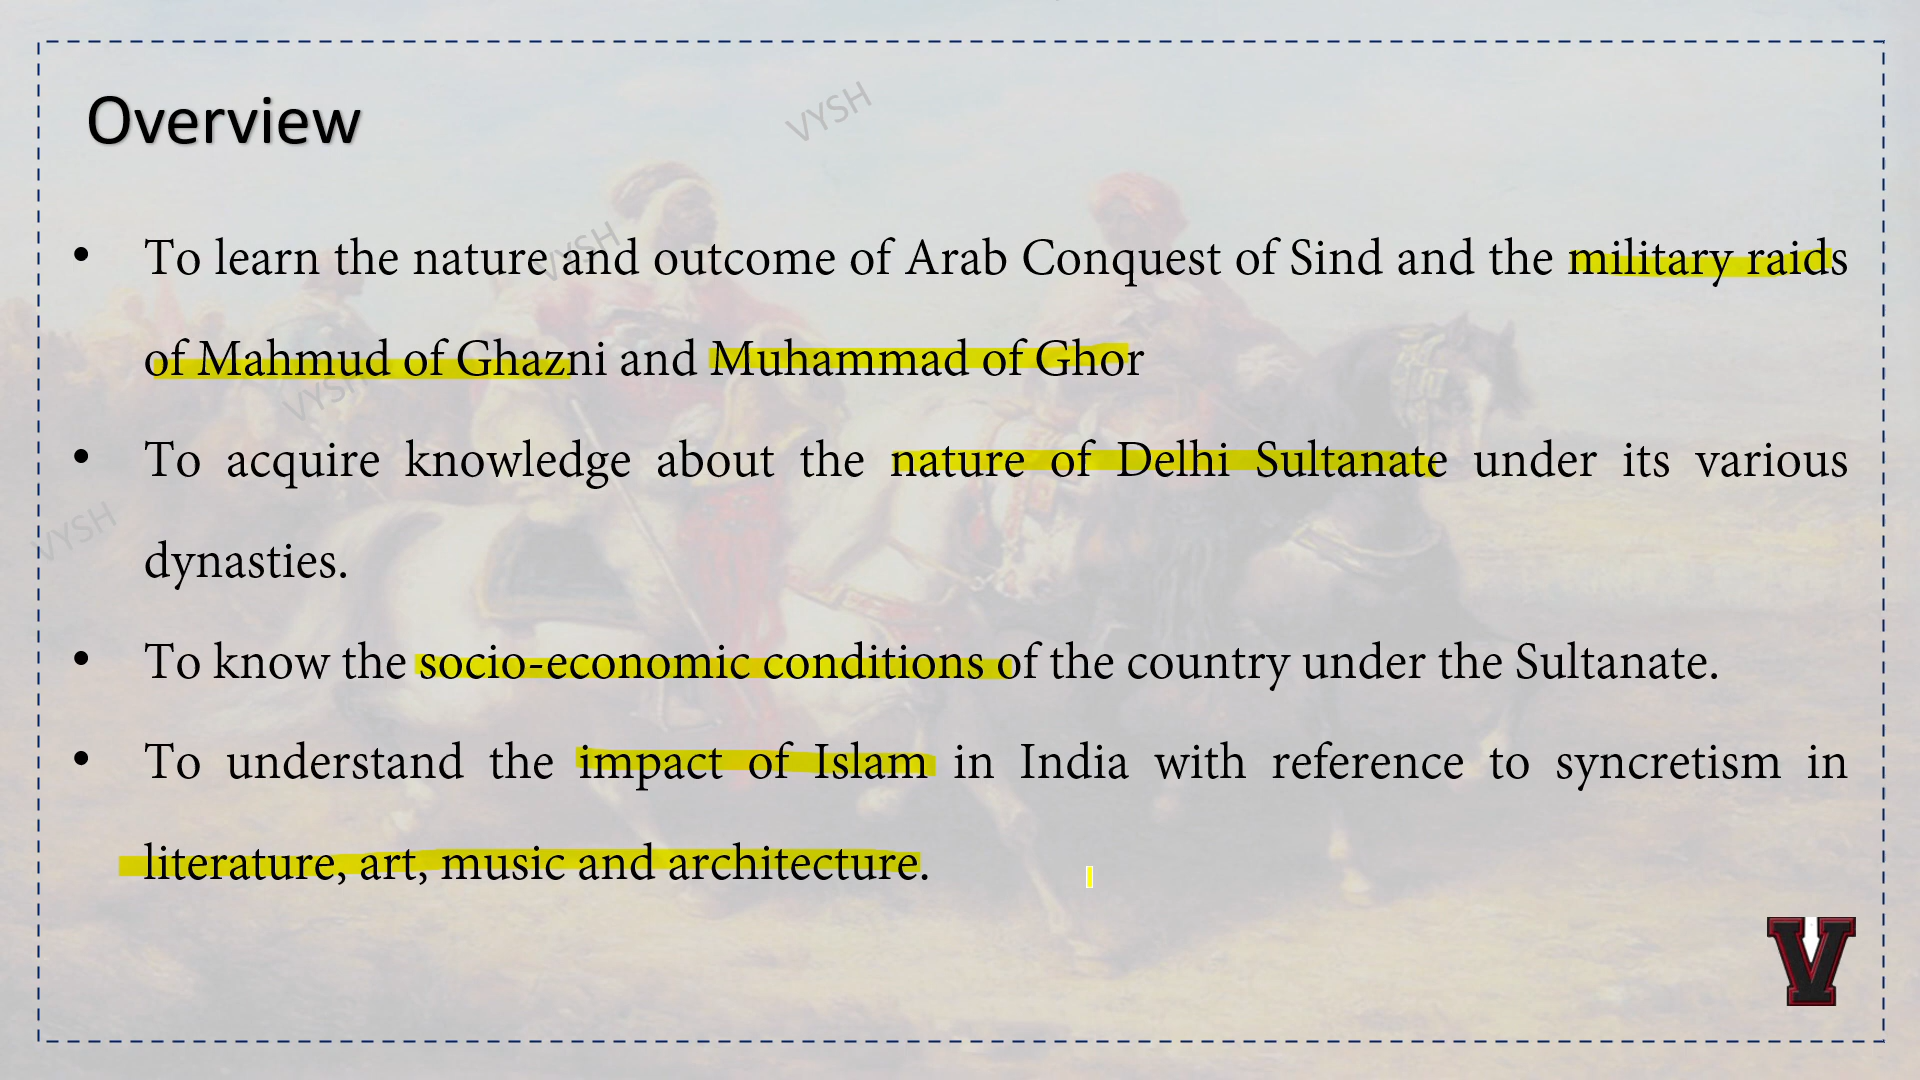 Overview
VYSH
• To learn the nature and outcome of Arab Conquest of Sind and the military raids
VYSH
of Mahmud of Ghazni and Muhammad of Ghor
VYSH
• To acquire knowledge about the nature of Delhi Sultanate under its various
VYSH
dynasties.
• To know the socio-economic conditions of the country under the Sultanate.
• To understand the impact of Islam in India with reference to syncretism in
literature, art, music and architecture.
V